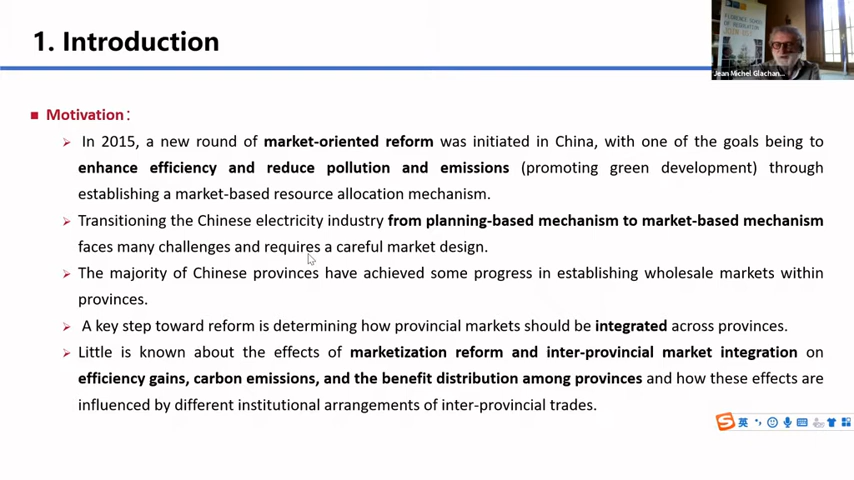 1. Introduction
FLORENCE SCHOOL
OF REGULATION
JOIN US!
Jean Michel Glachan...
■ Motivation：
➢ In 2015, a new round of market-oriented reform was initiated in China, with one of the goals being to
enhance efficiency and reduce pollution and emissions (promoting green development) through
establishing a market-based resource allocation mechanism.
➢ Transitioning the Chinese electricity industry from planning-based mechanism to market-based mechanism
faces many challenges and requires a careful market design.
➢ The majority of Chinese provinces have achieved some progress in establishing wholesale markets within
provinces.
➢ A key step toward reform is determining how provincial markets should be integrated across provinces.
➢ Little is known about the effects of marketization reform and inter-provincial market integration on
efficiency gains, carbon emissions, and the benefit distribution among provinces and how these effects are
influenced by different institutional arrangements of inter-provincial trades.
S 英